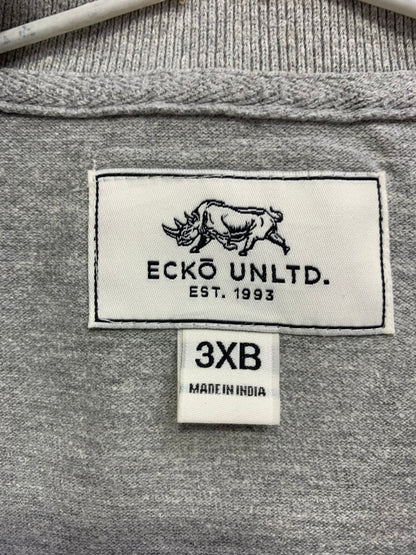 ECKŌ UNLTD.
EST. 1993
3XB
MADE IN INDIA